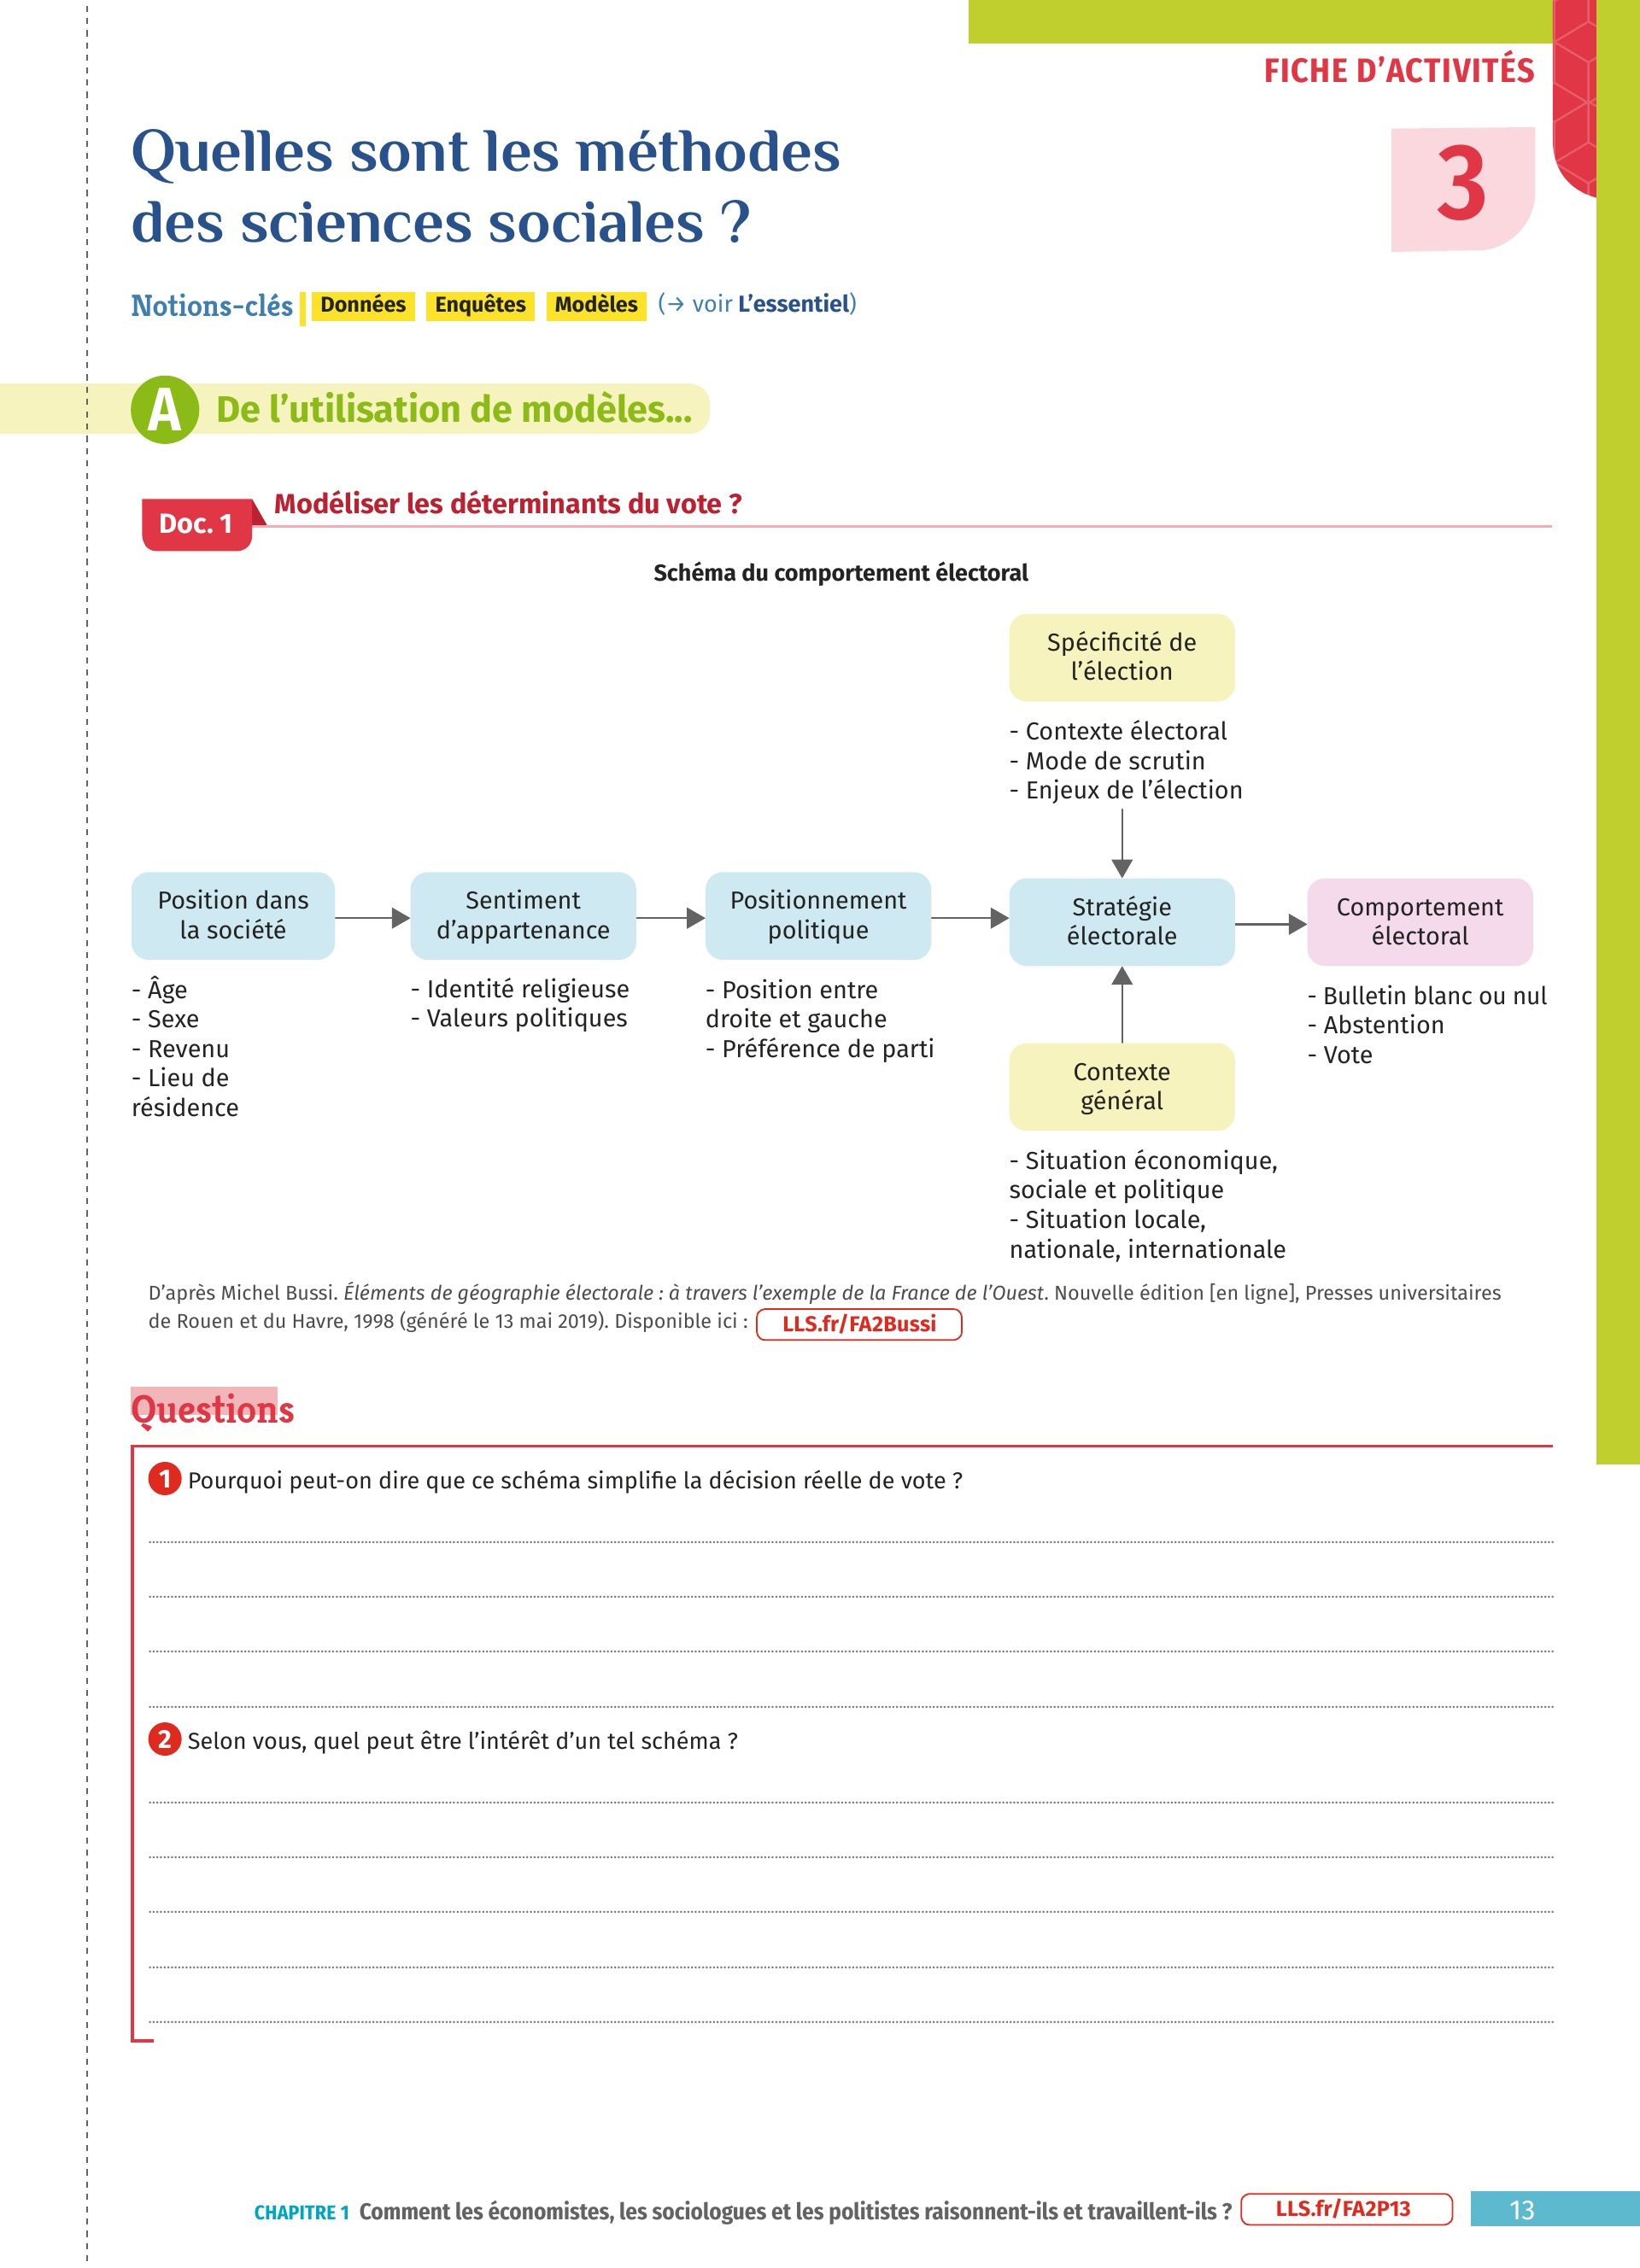 FICHE D'ACTIVITÉS
3
Quelles sont les méthodes
des sciences sociales ?
Notions-clés Données Enquêtes Modèles (→ voir L'essentiel)
A De l'utilisation de modèles...
Doc. 1 Modéliser les déterminants du vote ?
Schéma du comportement électoral
Spécificité de
l'élection
- Contexte électoral
- Mode de scrutin
- Enjeux de l'élection
Position dans
la société
- Âge
- Sexe
- Revenu
- Lieu de
résidence
Sentiment
d'appartenance
- Identité religieuse
- Valeurs politiques
Positionnement
politique
- Position entre
droite et gauche
- Préférence de parti
Stratégie
électorale
Comportement
électoral
- Bulletin blanc ou nul
- Abstention
- Vote
Contexte
général
- Situation économique,
sociale et politique
- Situation locale,
nationale, internationale
D'après Michel Bussi. Éléments de géographie électorale : à travers l'exemple de la France de l'Ouest. Nouvelle édition [en ligne], Presses universitaires
de Rouen et du Havre, 1998 (généré le 13 mai 2019). Disponible ici : LLS.fr/FA2Bussi
Questions
1 Pourquoi peut-on dire que ce schéma simplifie la décision réelle de vote ?
2 Selon vous, quel peut être l'intérêt d'un tel schéma ?
CHAPITRE 1 Comment les économistes, les sociologues et les politistes raisonnent-ils et travaillent-ils ? LLS.fr/FA2P13 13